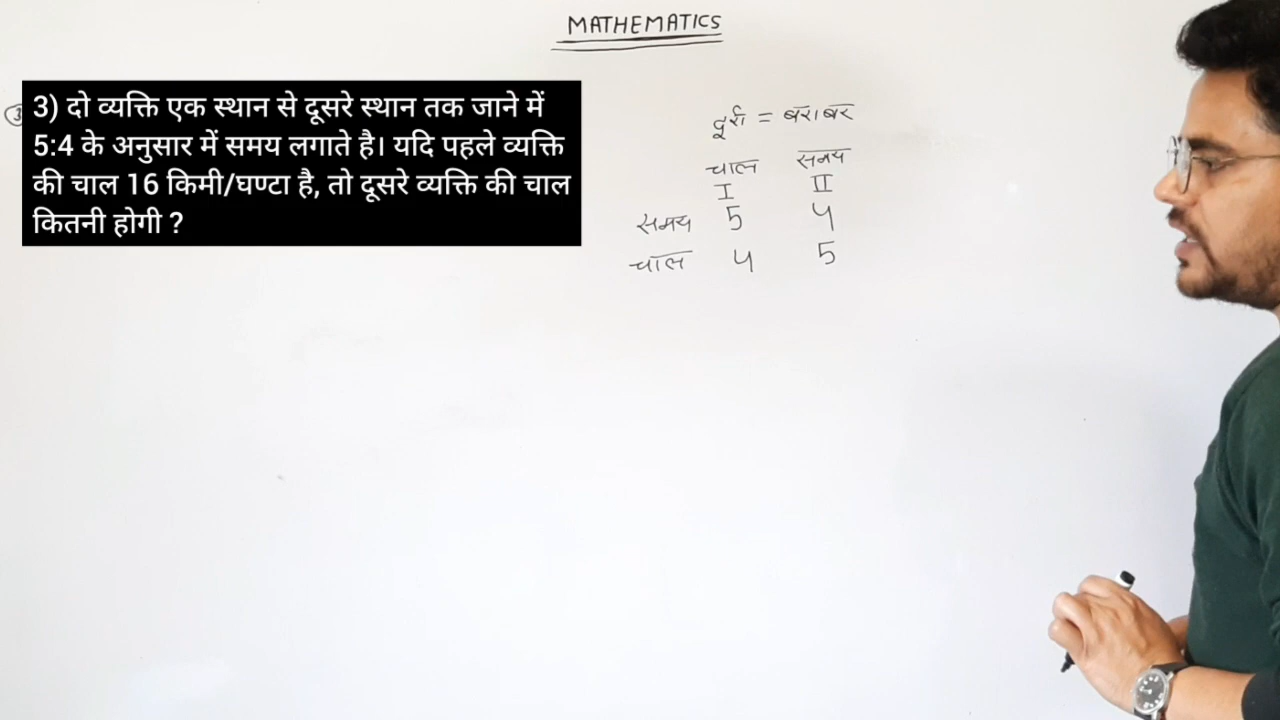 MATHEMATICS
3) दो व्यक्ति एक स्थान से दूसरे स्थान तक जाने में
5:4 के अनुसार में समय लगाते है। यदि पहले व्यक्ति
की चाल 16 किमी/घण्टा है, तो दूसरे व्यक्ति की चाल
कितनी होगी ?
दूरी = बराबर
चाल समय
I II
समय 5 4
चाल 4 5